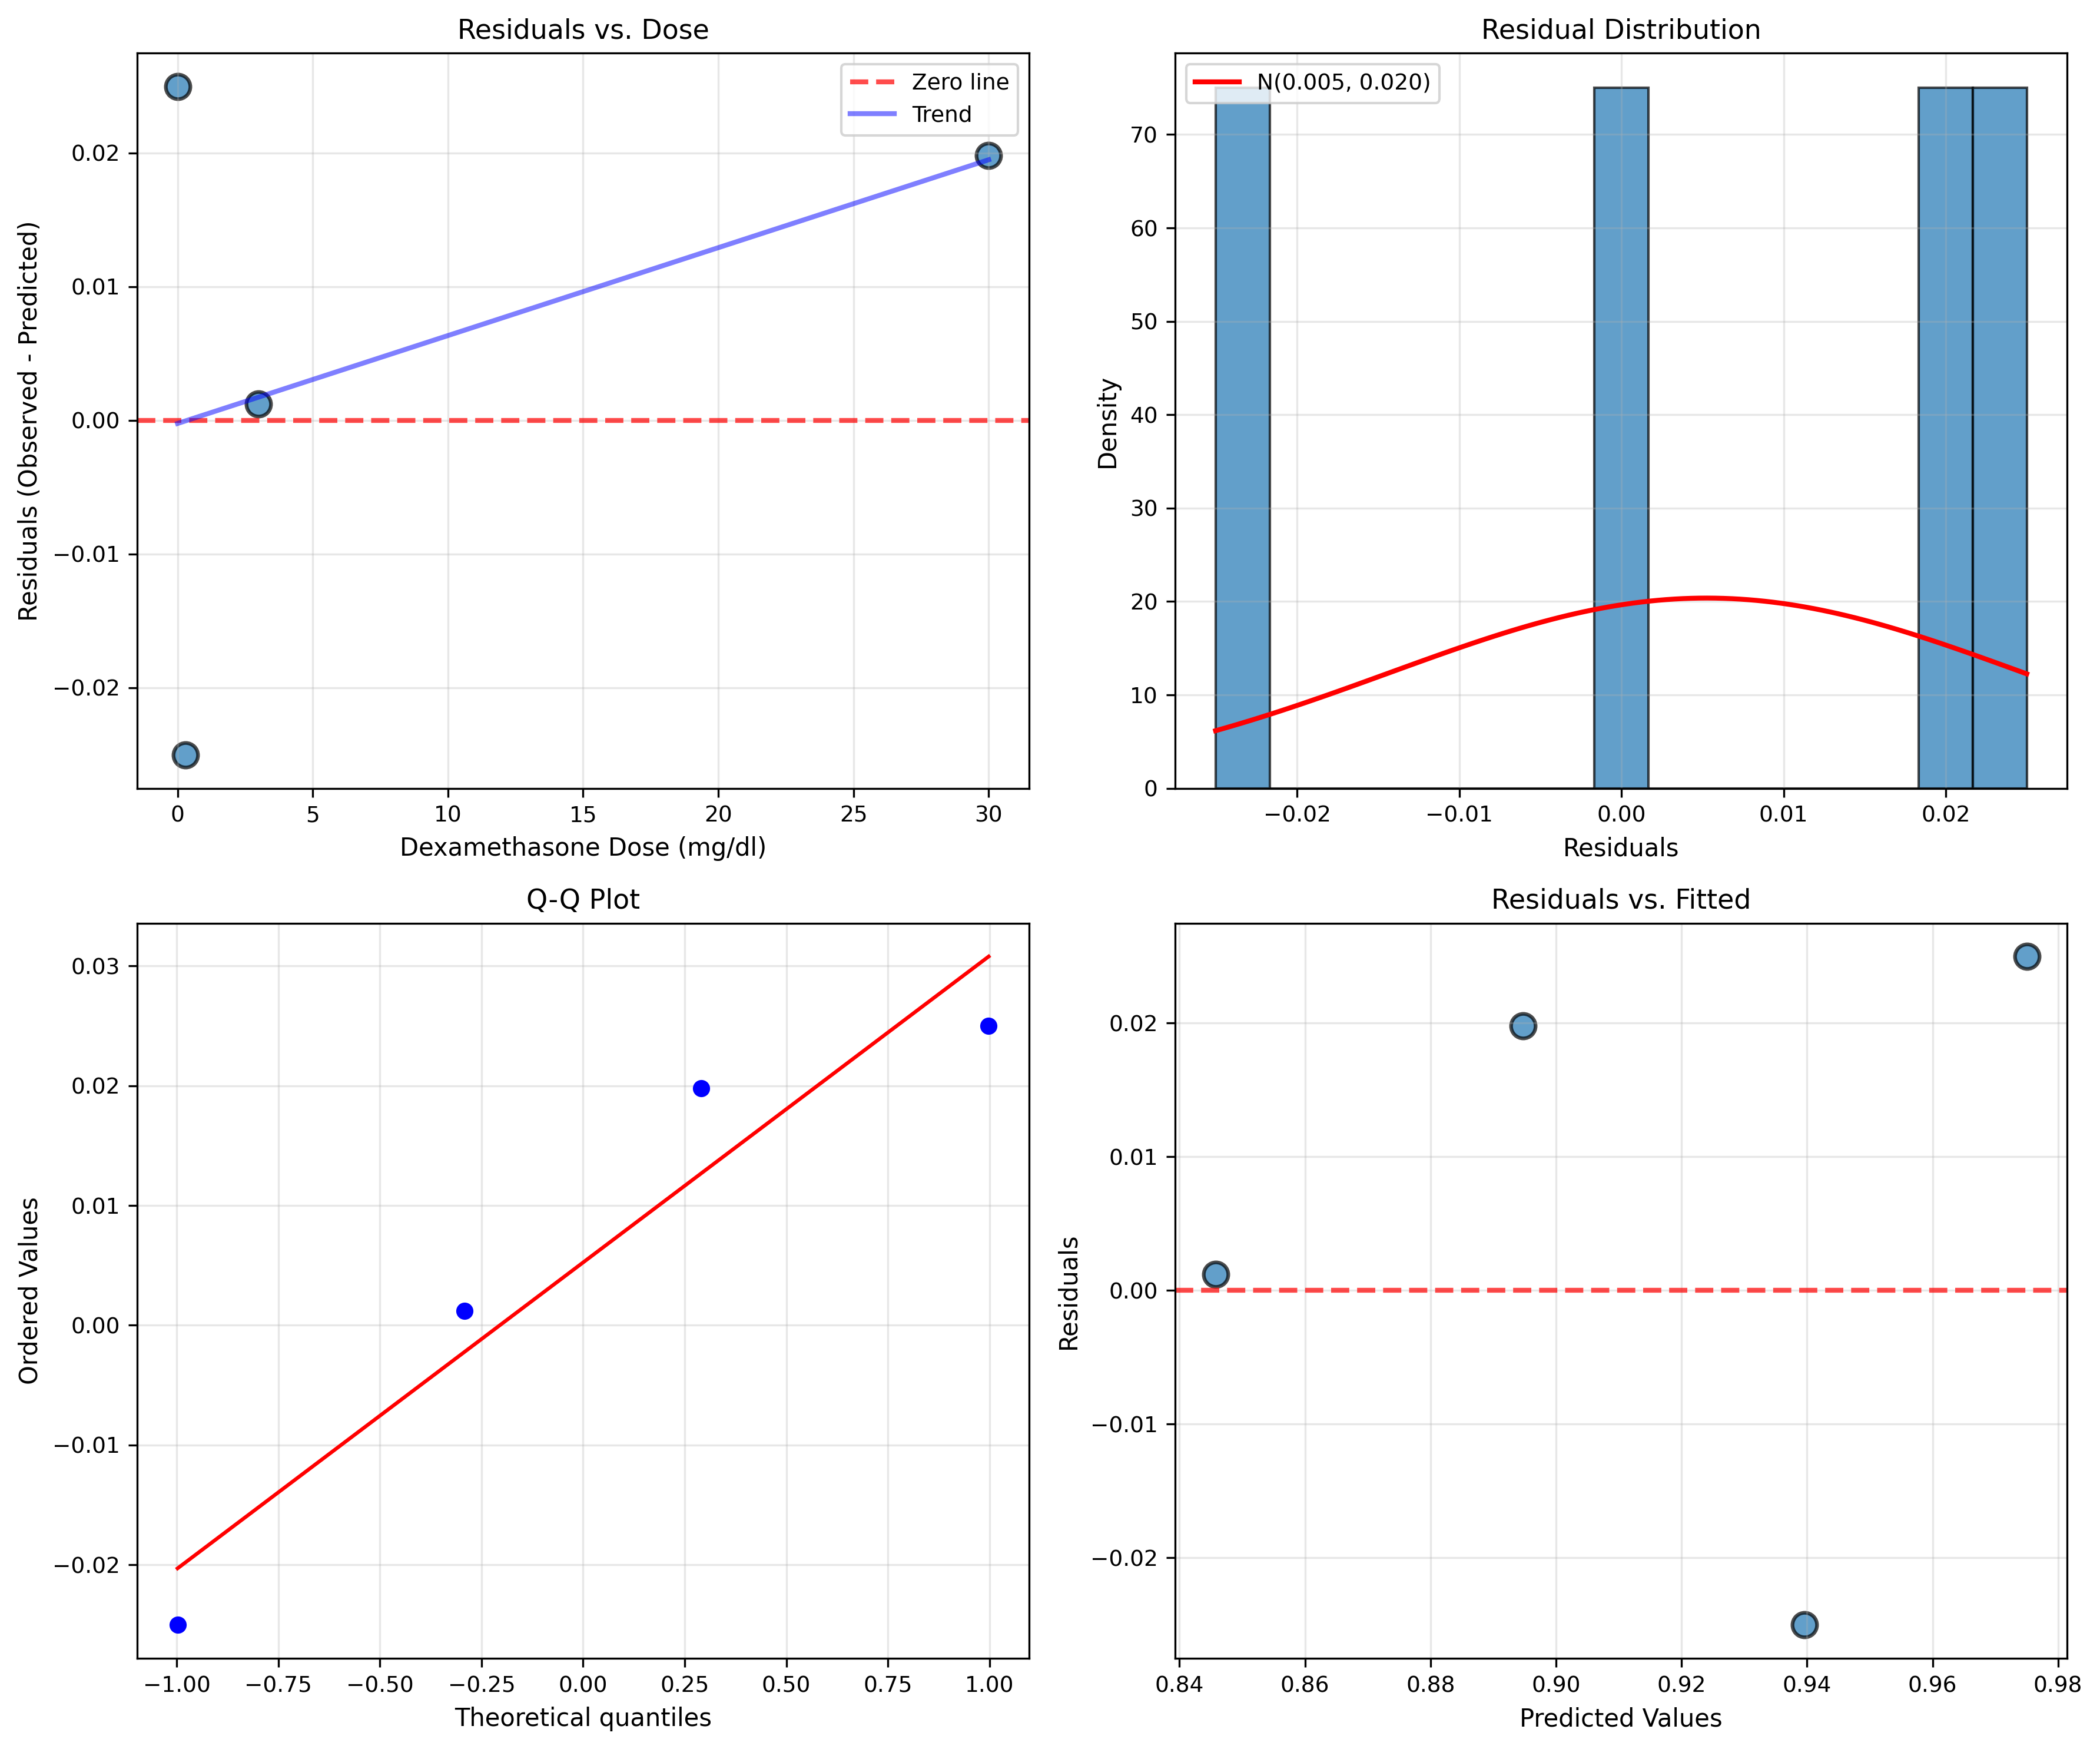 Residuals vs. Dose
Zero line
Trend
0.02
0.01
0.00
−0.01
−0.02
Residuals (Observed - Predicted)
0 5 10 15 20 25 30
Dexamethasone Dose (mg/dl)
Residual Distribution
N(0.005, 0.020)
70
60
50
40
30
20
10
0
Density
−0.02 −0.01 0.00 0.01 0.02
Residuals
Q-Q Plot
0.03
0.02
0.01
0.00
−0.01
−0.02
Ordered Values
−1.00 −0.75 −0.50 −0.25 0.00 0.25 0.50 0.75 1.00
Theoretical quantiles
Residuals vs. Fitted
0.02
0.01
0.00
−0.01
−0.02
Residuals
0.84 0.86 0.88 0.90 0.92 0.94 0.96 0.98
Predicted Values